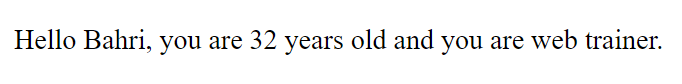 Hello Bahri, you are 32 years old and you are web trainer.